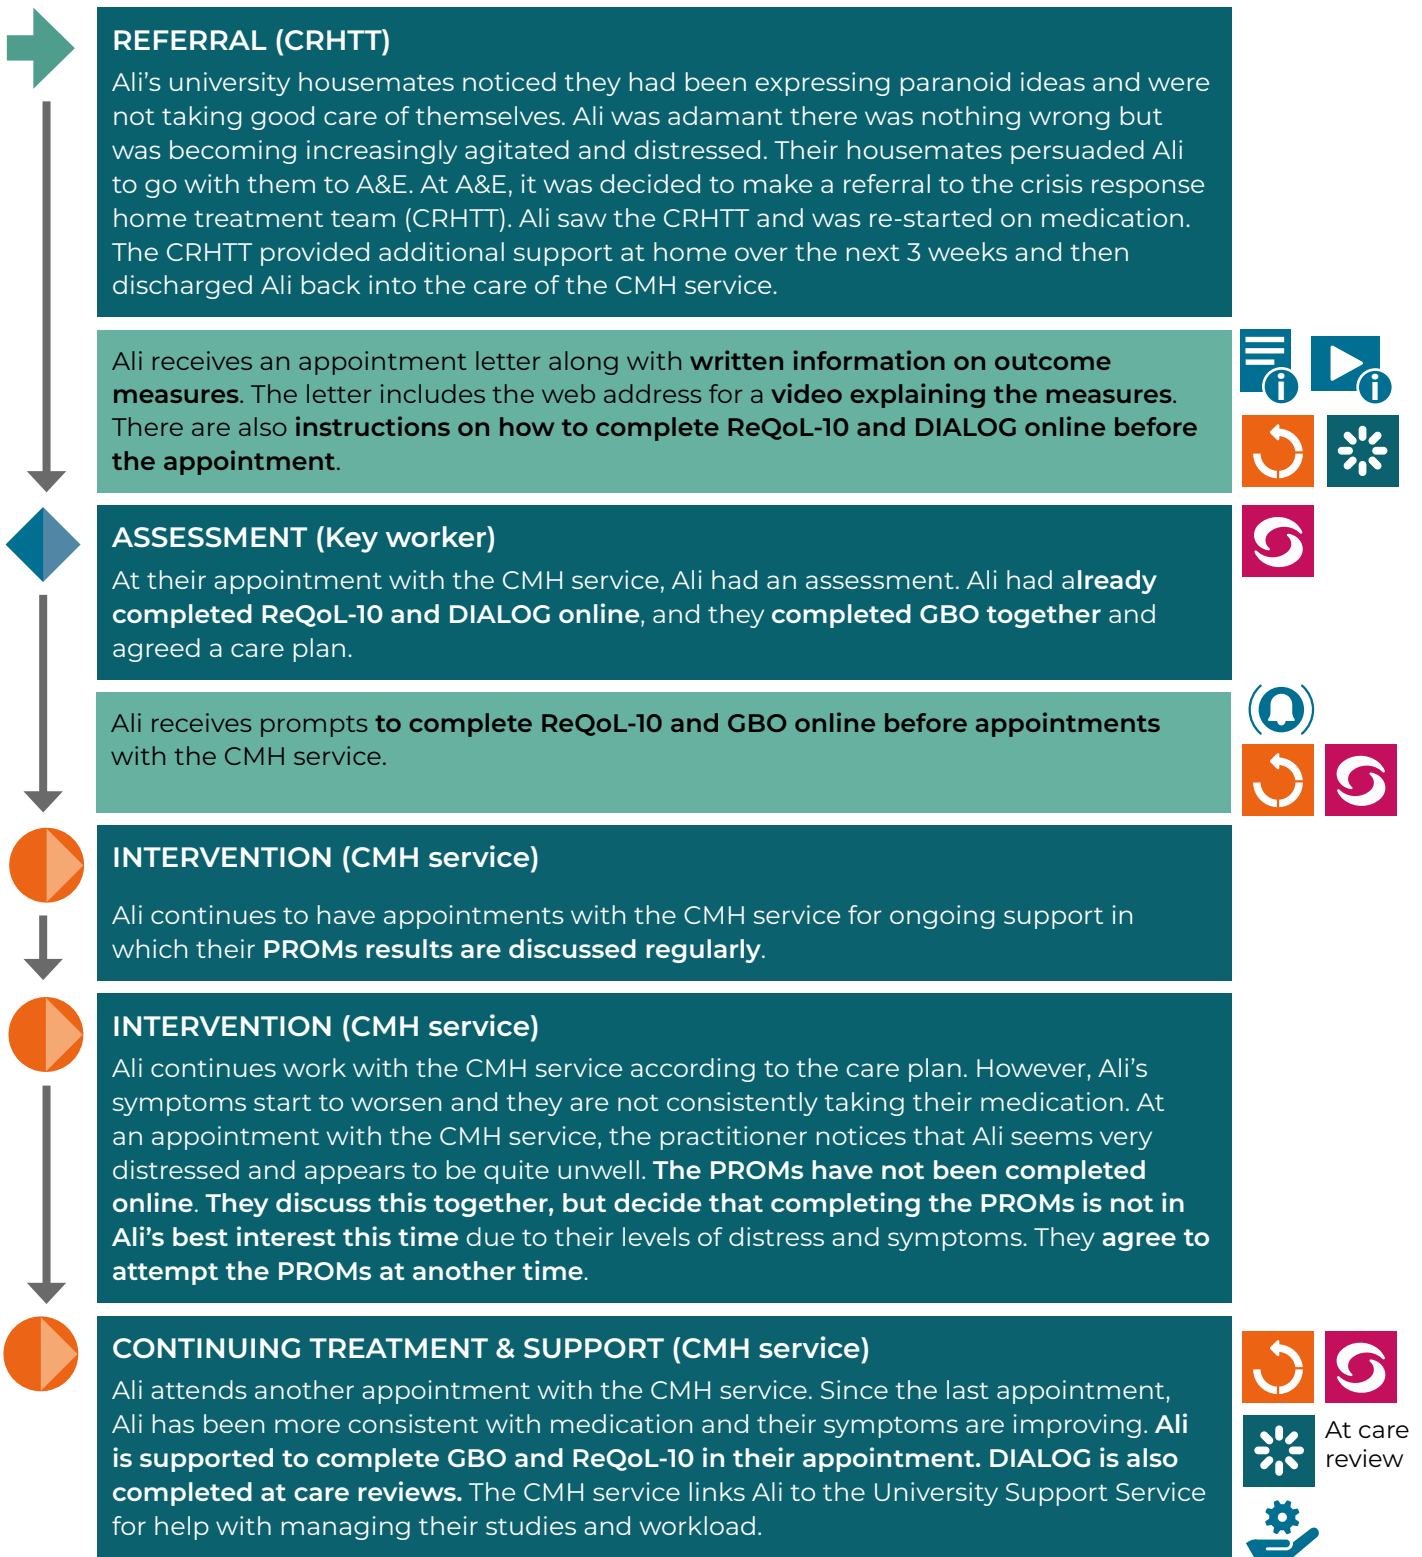 REFERRAL (CRHTT)
Ali’s university housemates noticed they had been expressing paranoid ideas and were
not taking good care of themselves. Ali was adamant there was nothing wrong but
was becoming increasingly agitated and distressed. Their housemates persuaded Ali
to go with them to A&E. At A&E, it was decided to make a referral to the crisis response
home treatment team (CRHTT). Ali saw the CRHTT and was re-started on medication.
The CRHTT provided additional support at home over the next 3 weeks and then
discharged Ali back into the care of the CMH service.
Ali receives an appointment letter along with written information on outcome
measures. The letter includes the web address for a video explaining the measures.
There are also instructions on how to complete ReQoL-10 and DIALOG online before
the appointment.
ASSESSMENT (Key worker)
At their appointment with the CMH service, Ali had an assessment. Ali had already
completed ReQoL-10 and DIALOG online, and they completed GBO together and
agreed a care plan.
Ali receives prompts to complete ReQoL-10 and GBO online before appointments
with the CMH service.
INTERVENTION (CMH service)
Ali continues to have appointments with the CMH service for ongoing support in
which their PROMs results are discussed regularly.
INTERVENTION (CMH service)
Ali continues work with the CMH service according to the care plan. However, Ali’s
symptoms start to worsen and they are not consistently taking their medication. At
an appointment with the CMH service, the practitioner notices that Ali seems very
distressed and appears to be quite unwell. The PROMs have not been completed
online. They discuss this together, but decide that completing the PROMs is not in
Ali’s best interest this time due to their levels of distress and symptoms. They agree to
attempt the PROMs at another time.
CONTINUING TREATMENT & SUPPORT (CMH service)
Ali attends another appointment with the CMH service. Since the last appointment,
Ali has been more consistent with medication and their symptoms are improving. Ali
is supported to complete GBO and ReQoL-10 in their appointment. DIALOG is also
completed at care reviews. The CMH service links Ali to the University Support Service
for help with managing their studies and workload.
At care
review